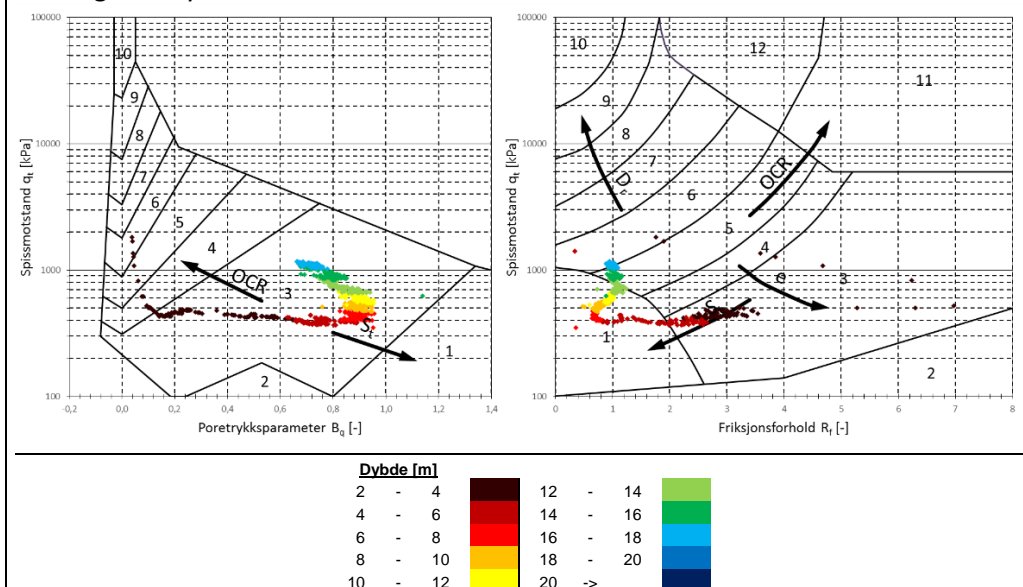 100000
10000
1000
100
Spissmotstand qt [kPa]
-0,2 0,0 0,2 0,4 0,6 0,8 1,0 1,2 1,4
Poretrykksparameter Bq [-]
10
9
8
7
6
5
4
3
2
1
OCR
St
100000
10000
1000
100
Spissmotstand qt [kPa]
0 1 2 3 4 5 6 7 8
Friksjonsforhold Rf [-]
10
12
11
9
8
7
6
5
4
3
1
2
Dr
OCR
e
Dybde [m]
2 - 4 12 - 14
4 - 6 14 - 16
6 - 8 16 - 18
8 - 10 18 - 20
10 - 12 20 ->